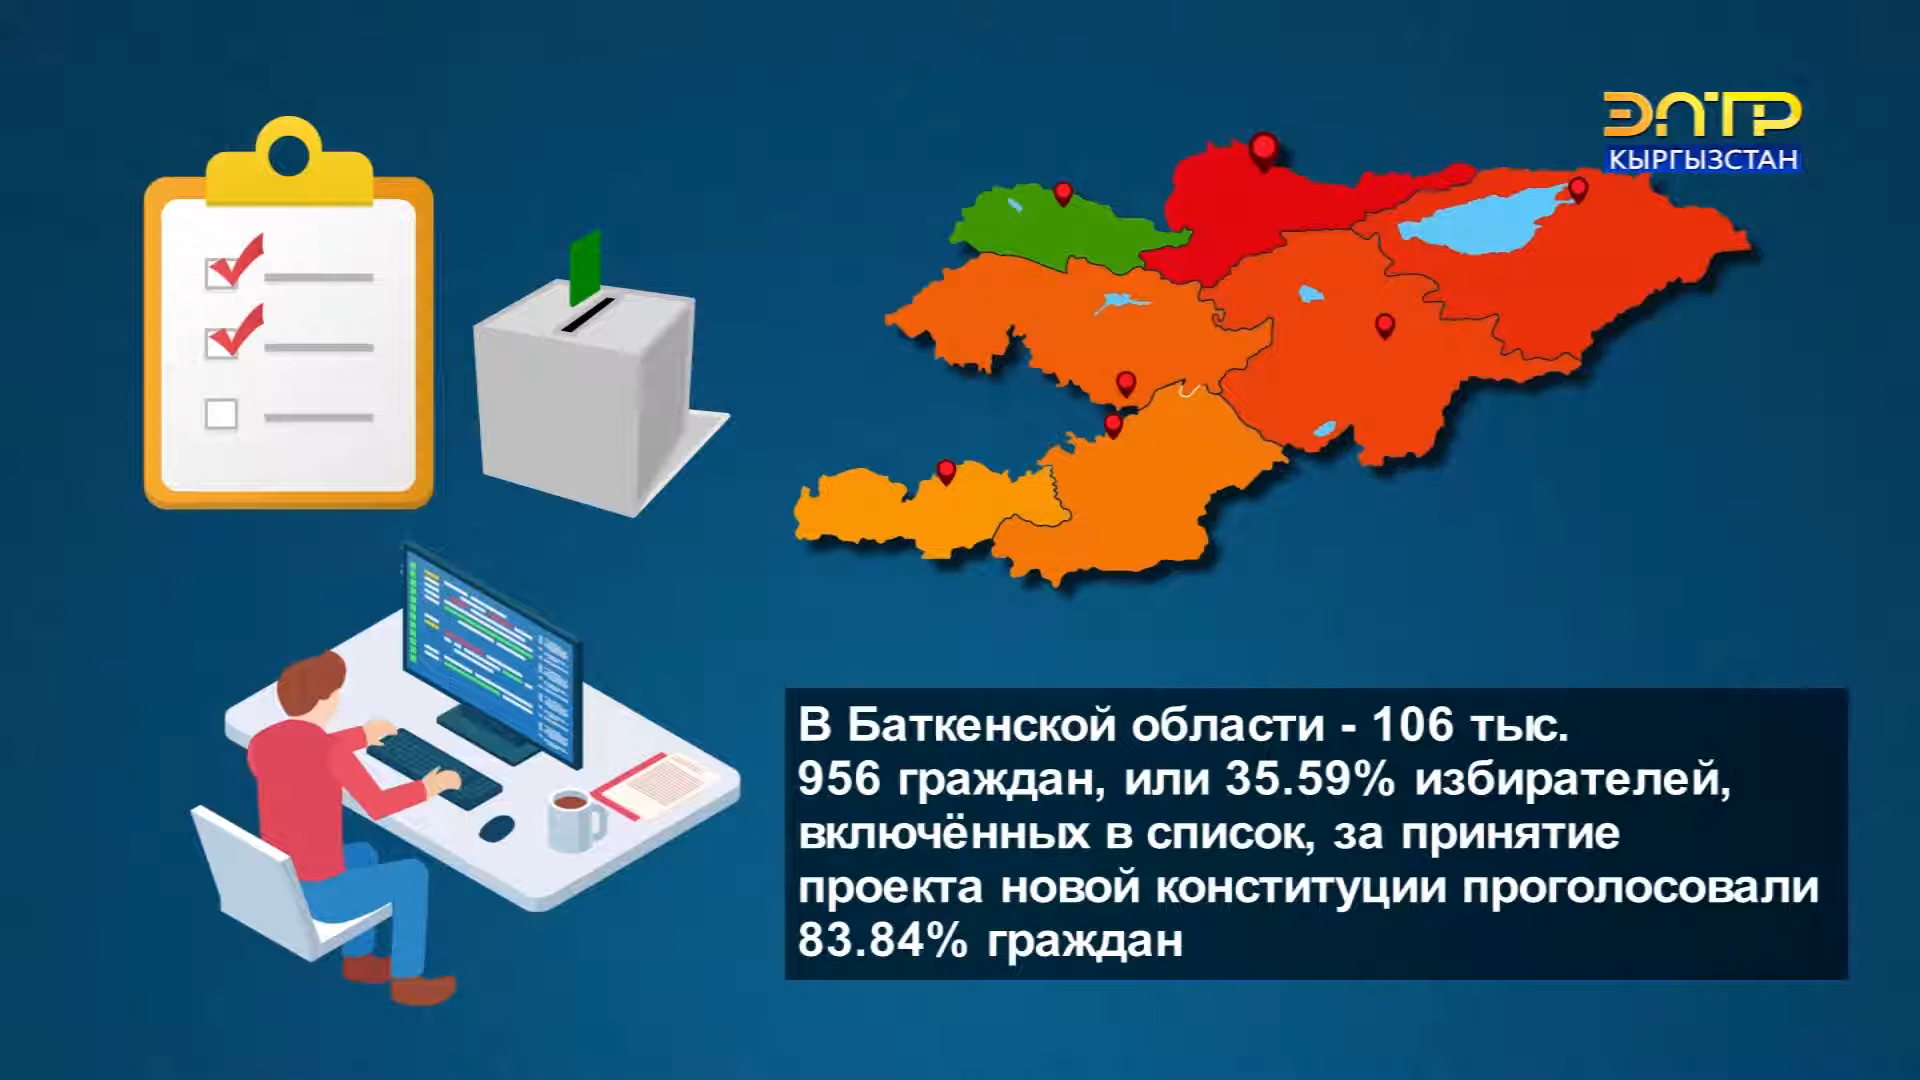 ЭЛТР
КЫРГЫЗСТАН
В Баткенской области - 106 тыс.
956 граждан, или 35.59% избирателей,
включённых в список, за принятие
проекта новой конституции проголосовали
83.84% граждан